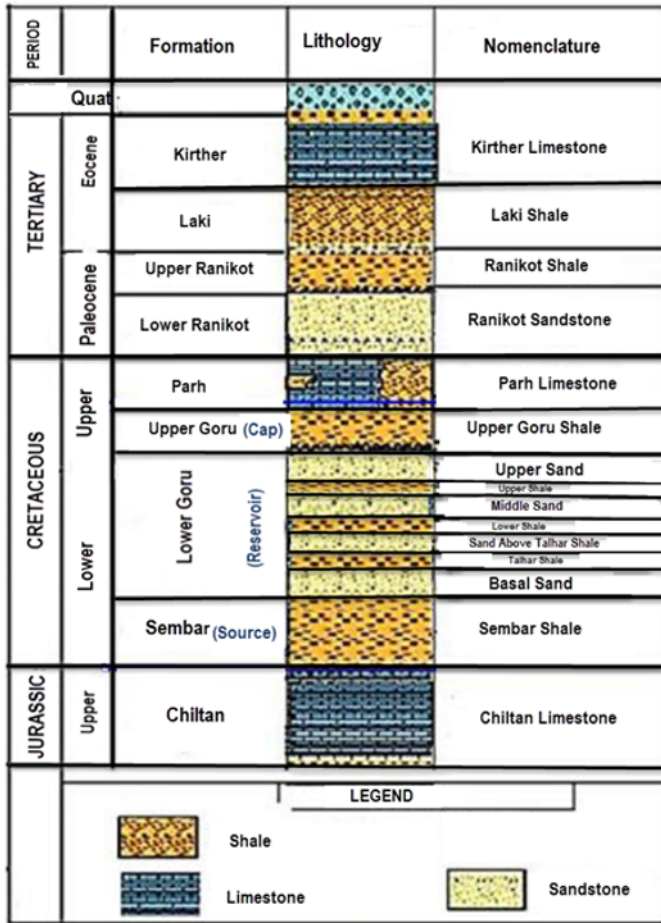 PERIOD Formation Lithology Nomenclature
Quat
TERTIARY
Eocene
Kirther Kirther Limestone
Laki Laki Shale
Paleocene
Upper Ranikot Ranikot Shale
Lower Ranikot Ranikot Sandstone
CRETACEOUS
Upper
Parh Parh Limestone
Upper Goru (Cap) Upper Goru Shale
Lower
Lower Goru
(Reservoir)
Upper Sand
Upper Shale
Middle Sand
Lower Shale
Sand Above Talhar Shale
Talhar Shale
Basal Sand
Sembar (Source) Sembar Shale
JURASSIC
Upper
Chiltan Chiltan Limestone
LEGEND
Shale
Limestone
Sandstone